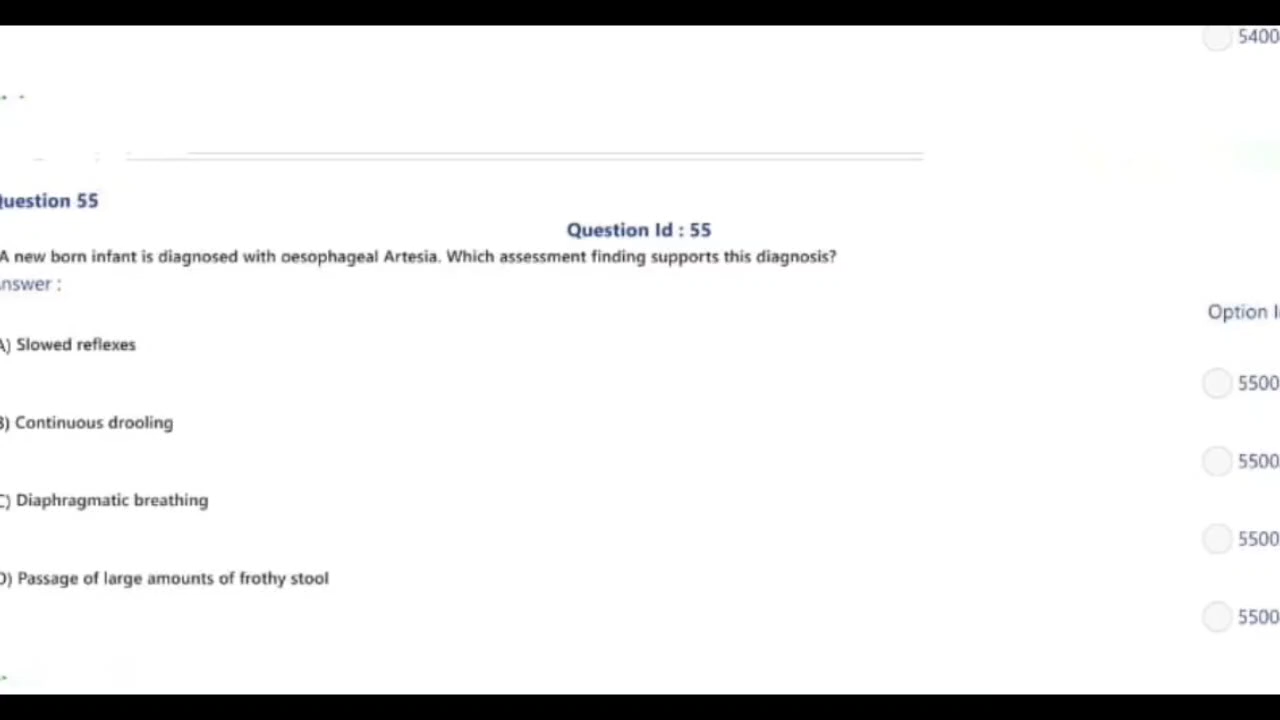 5400
Question 55
Question Id : 55
A new born infant is diagnosed with oesophageal Artesia. Which assessment finding supports this diagnosis?
nswer :
Option I
A) Slowed reflexes
5500
B) Continuous drooling
5500
C) Diaphragmatic breathing
5500
D) Passage of large amounts of frothy stool
5500